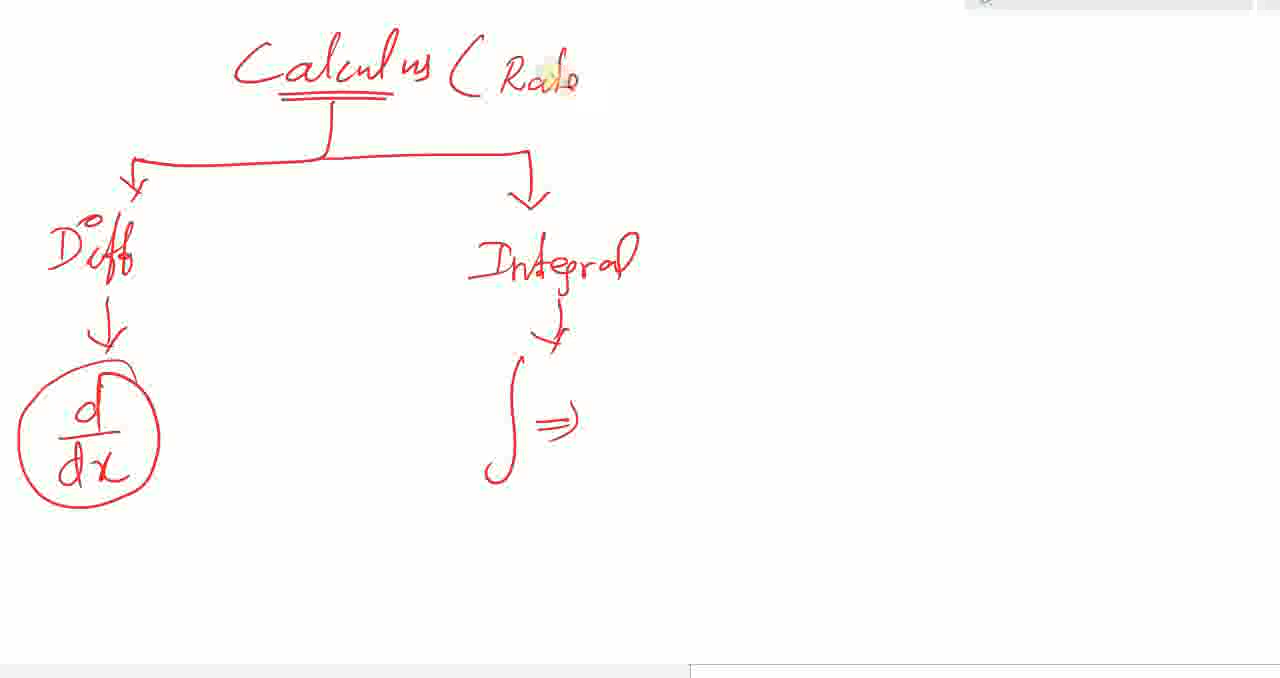 Calculus (Rate
Diff
Integral
d
dx
∫ ⇒